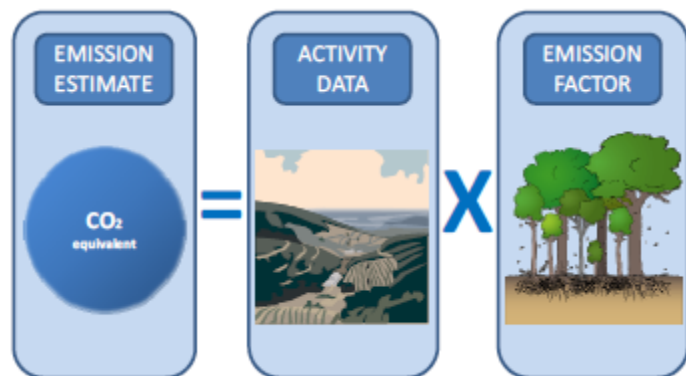 EMISSION
ESTIMATE
CO₂
equivalent
=
ACTIVITY
DATA
X
EMISSION
FACTOR